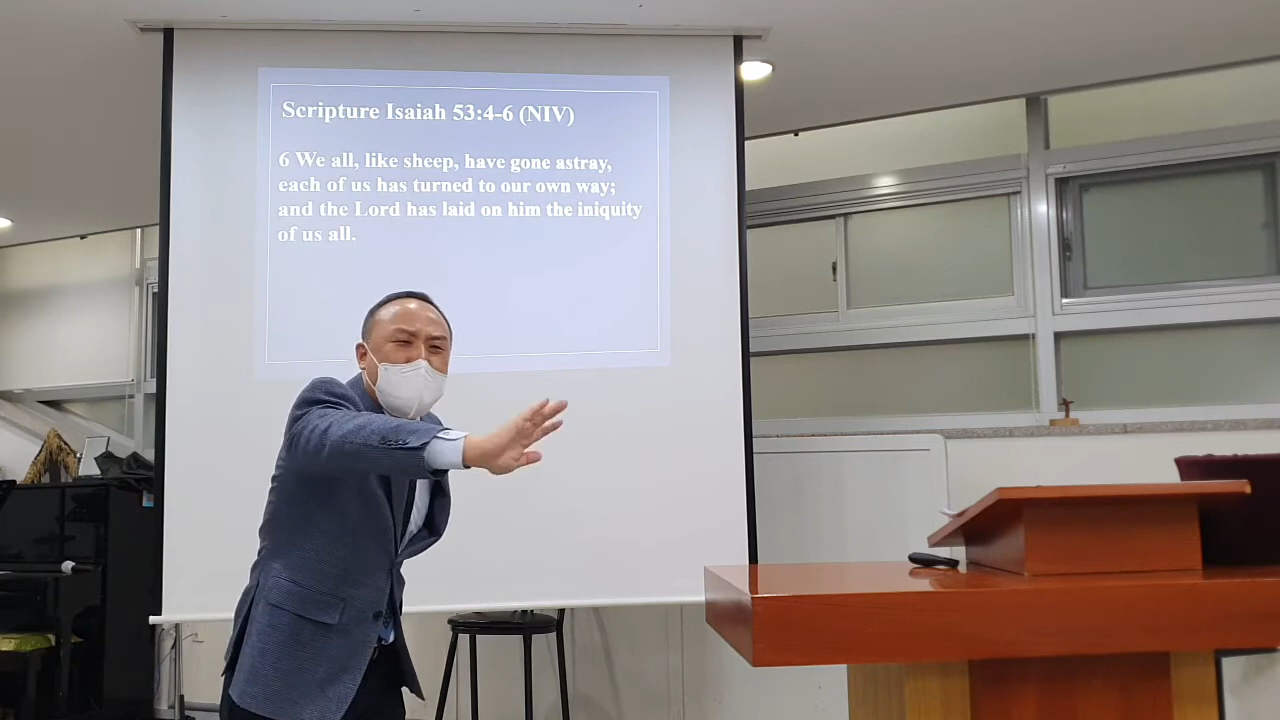 Scripture Isaiah 53:4-6 (NIV)
6 We all, like sheep, have gone astray,
each of us has turned to our own way;
and the Lord has laid on him the iniquity
of us all.